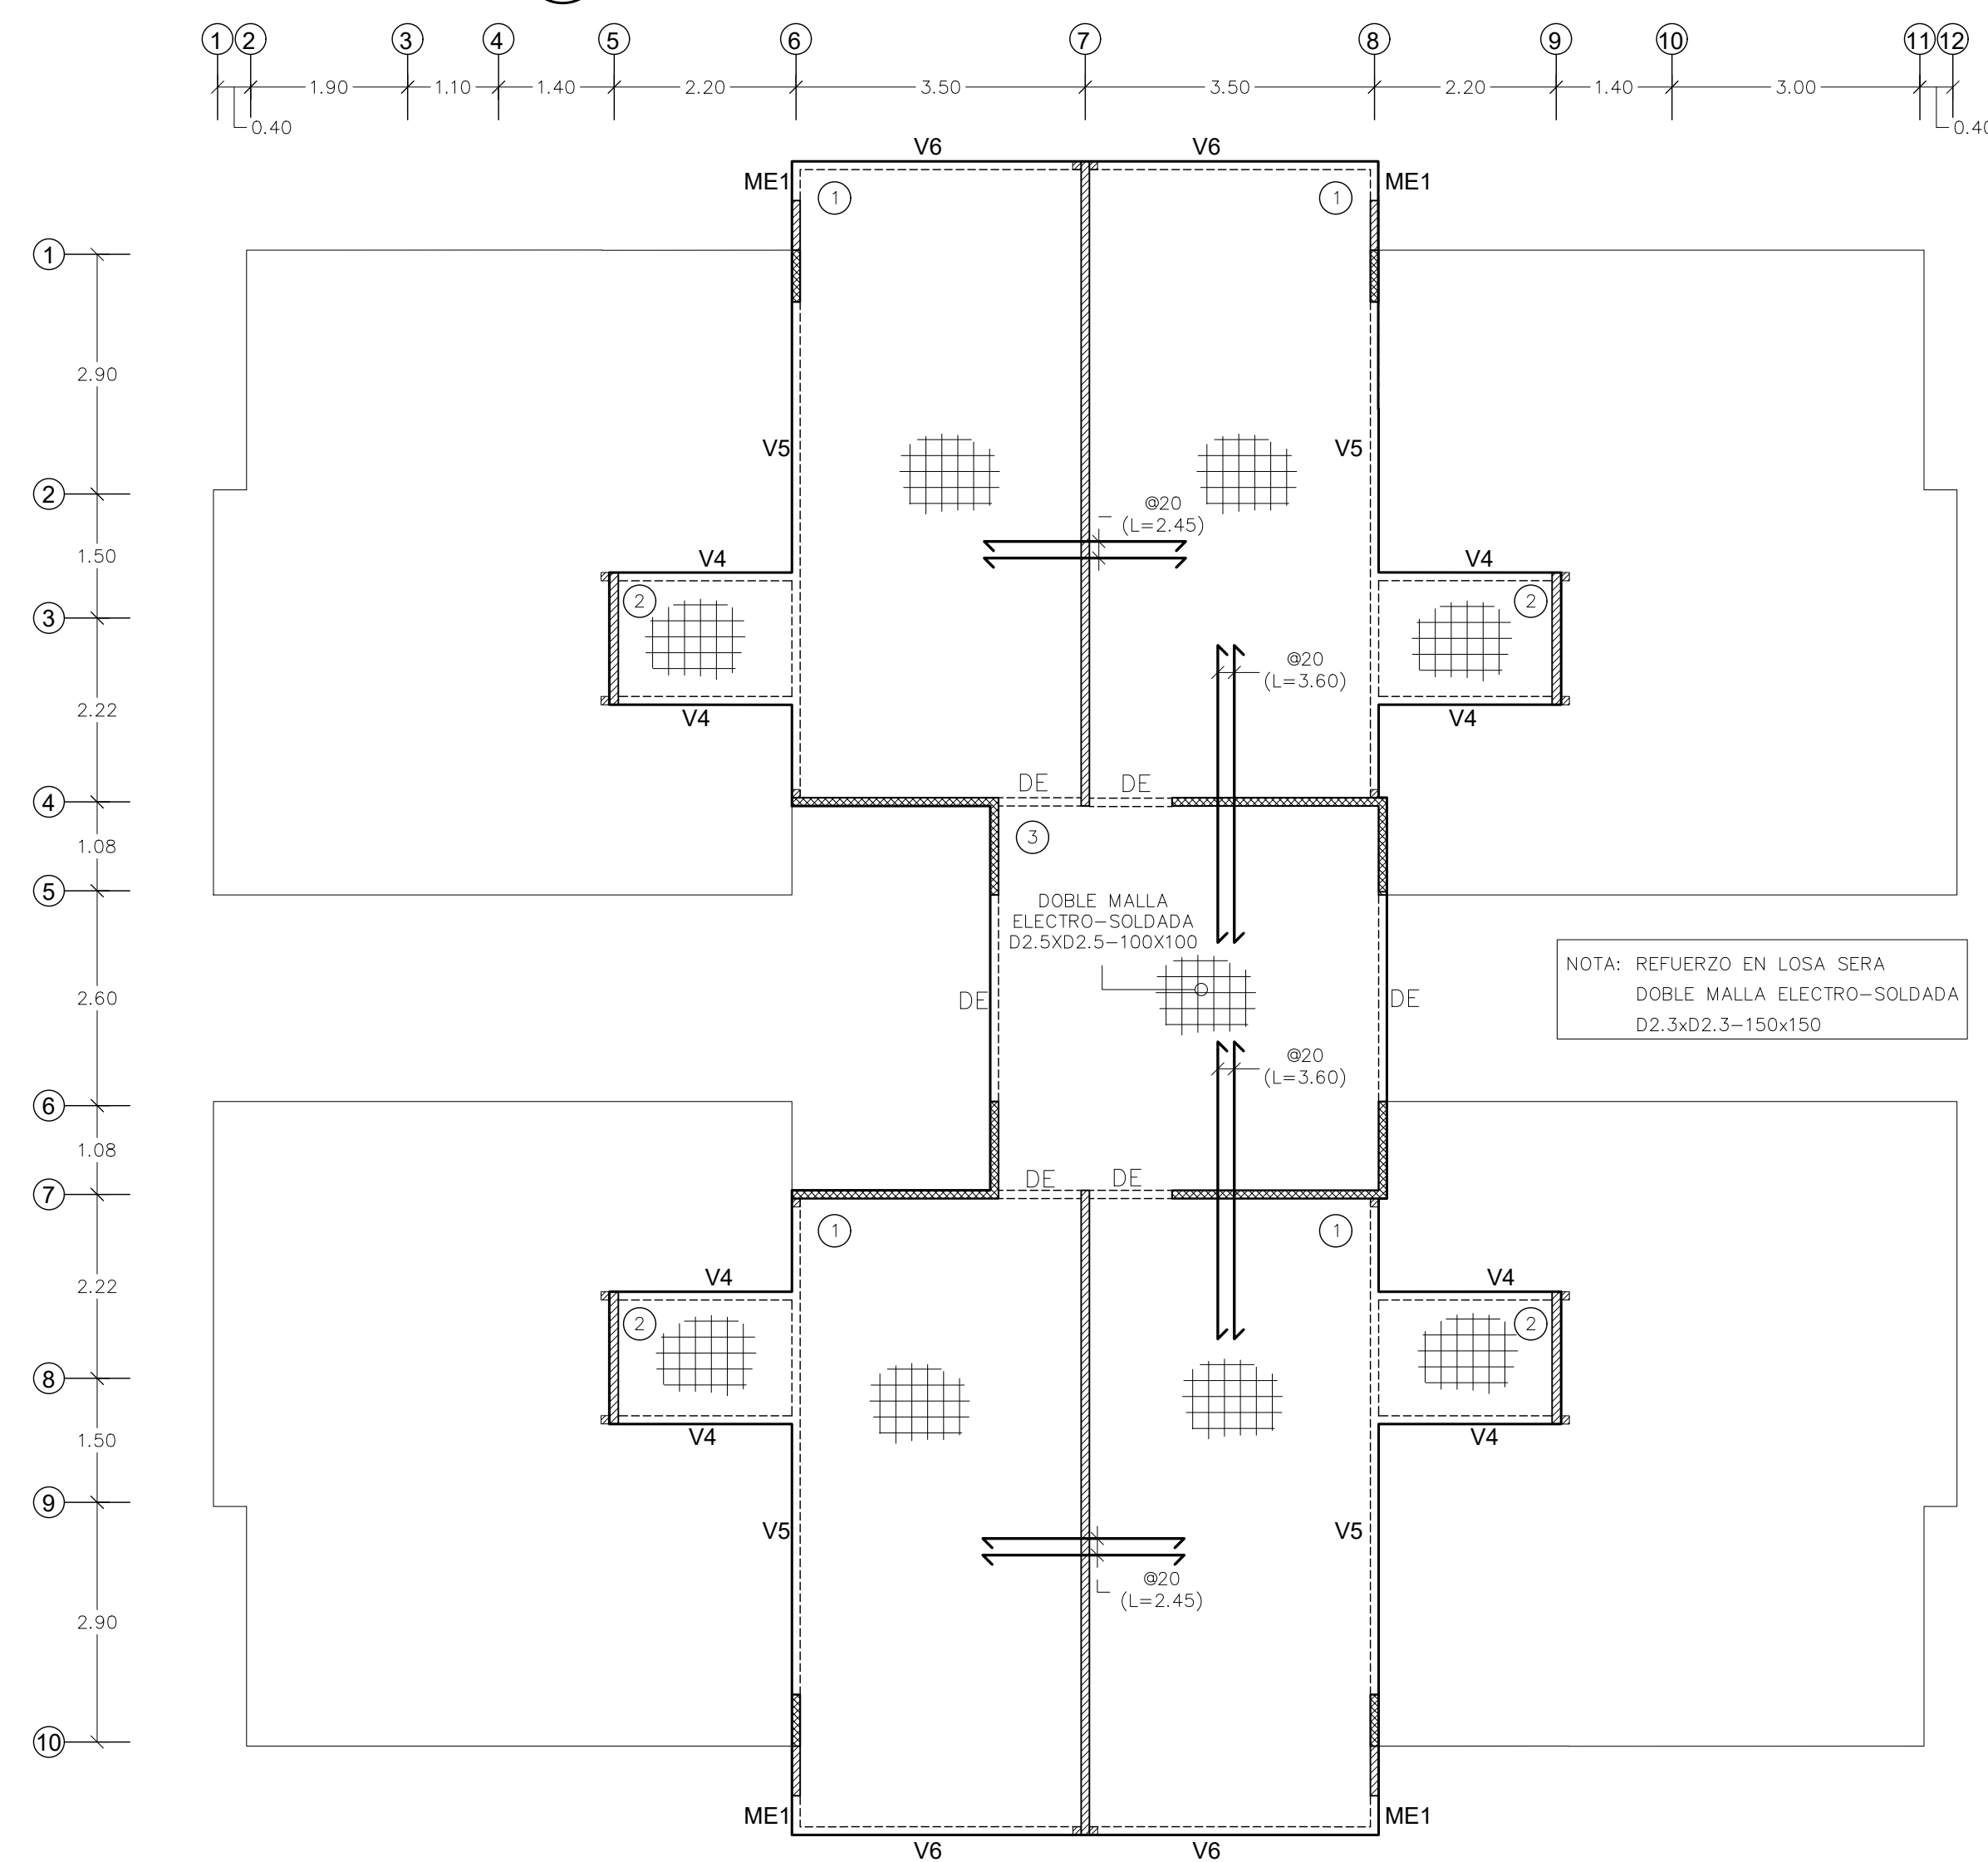 1 2 3 4 5 6 7 8 9 10 11 12
1.90 1.10 1.40 2.20 3.50 3.50 2.20 1.40 3.00
0.40 0.40
V6 V6
ME1 1 1 ME1
1
2.90
V5 V5
2
@20
(L=2.45)
1.50
V4 V4
2 2
3
@20
(L=3.60)
2.22
V4 V4
DE DE
4
3
1.08
5
DOBLE MALLA
ELECTRO-SOLDADA
D2.5XD2.5-100X100
NOTA: REFUERZO EN LOSA SERA
DOBLE MALLA ELECTRO-SOLDADA
D2.3xD2.3-150x150
2.60
DE DE
@20
(L=3.60)
6
1.08
DE DE
7
1 1
2.22
V4 V4
2 2
8
1.50
V4 V4
9
V5 V5
@20
(L=2.45)
2.90
10
ME1 ME1
V6 V6